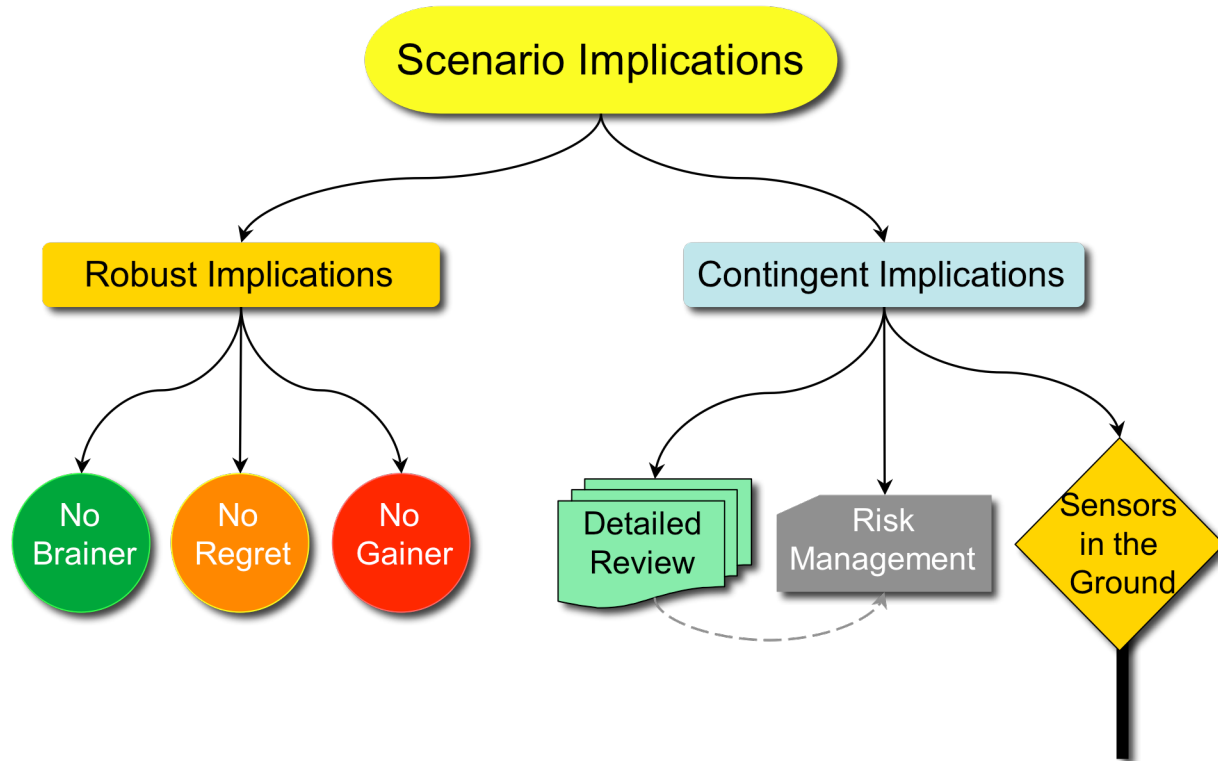 Scenario Implications
Robust Implications
Contingent Implications
No
Brainer
No
Regret
No
Gainer
Detailed
Review
Risk
Management
Sensors
in the
Ground